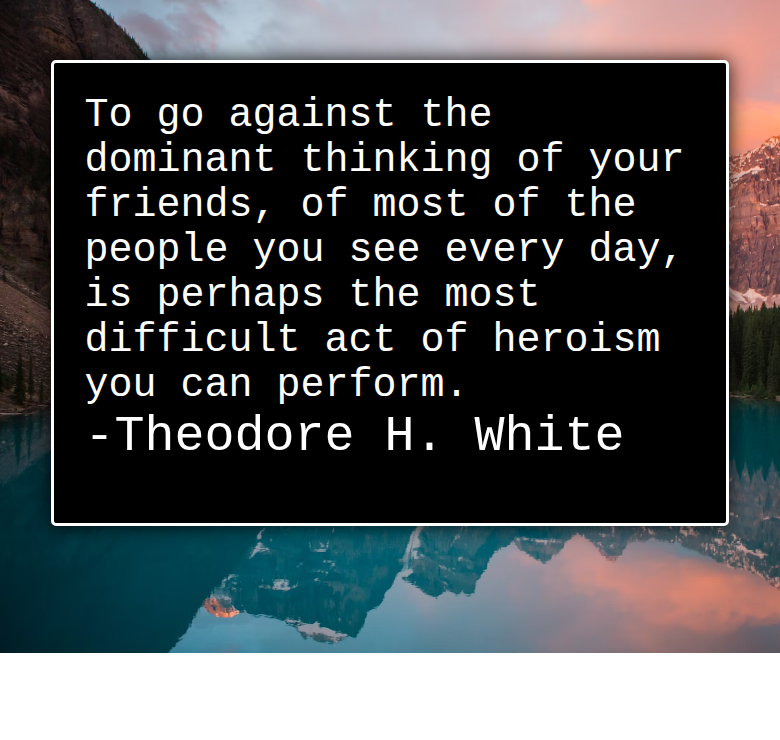 To go against the
dominant thinking of your
friends, of most of the
people you see every day,
is perhaps the most
difficult act of heroism
you can perform.
-Theodore H. White